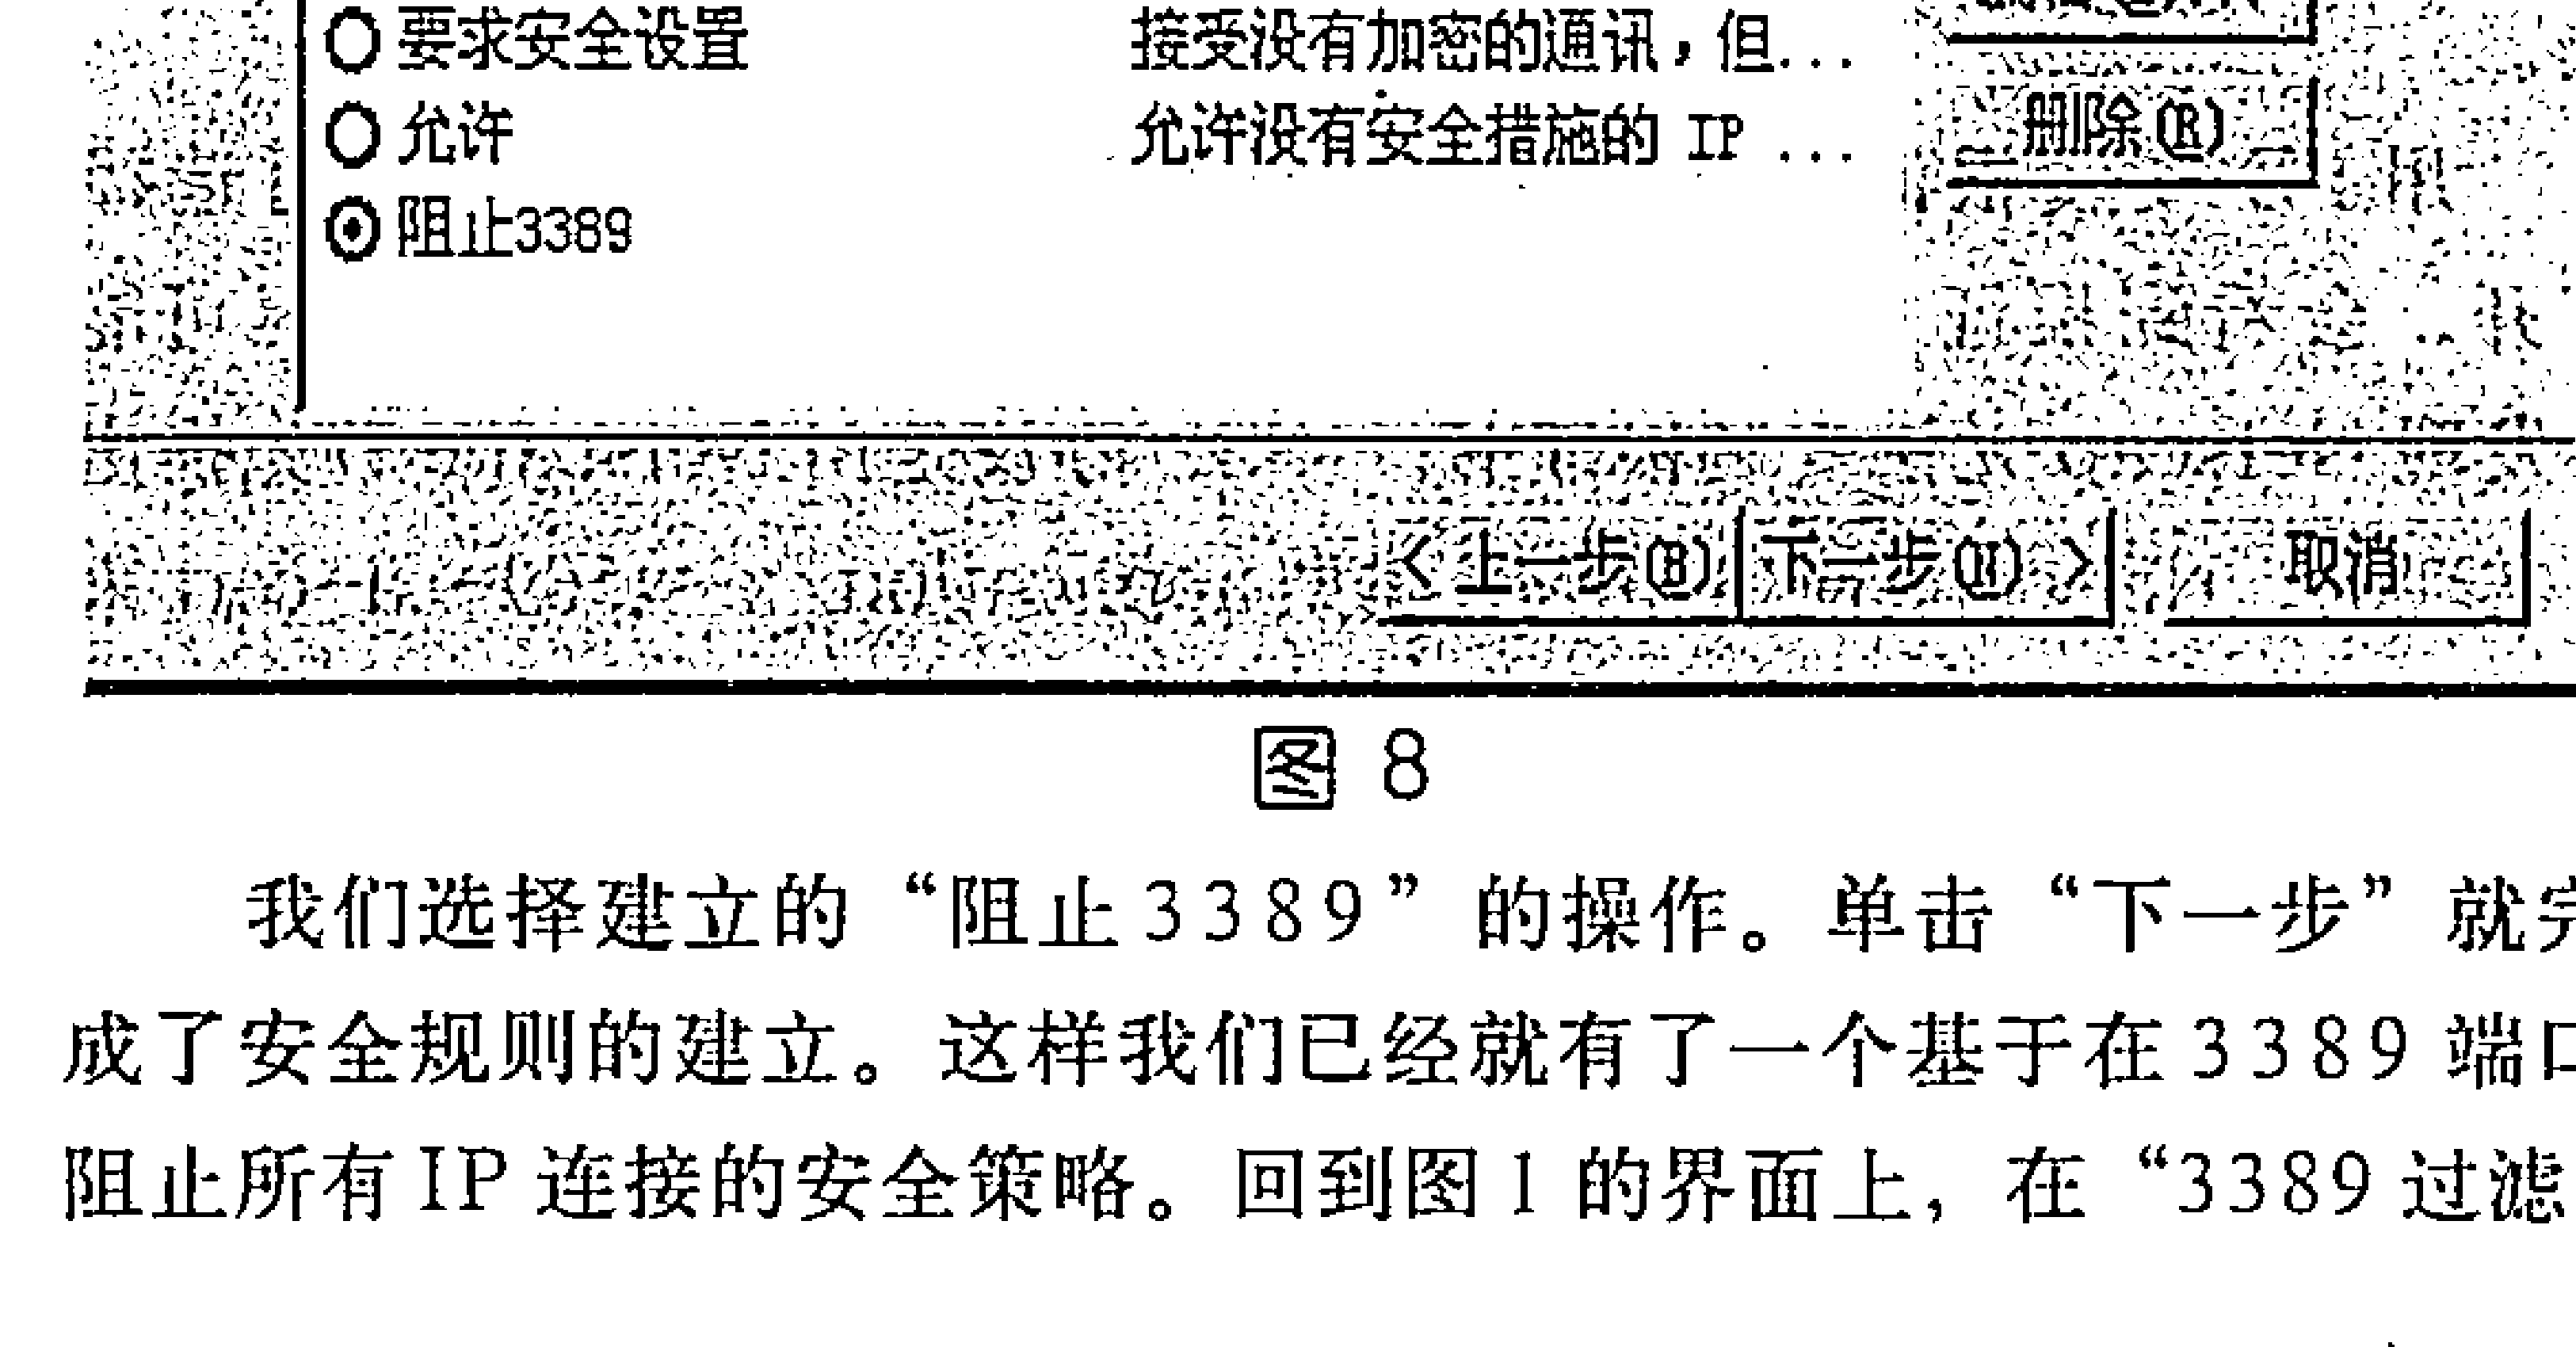 要求安全设置 接受没有加密的通讯，但...
允许 允许没有安全措施的 IP ...
删除(R)
阻止3389
< 上一步(B) 下一步(N) > 取消
图 8
我们选择建立的“阻止3389”的操作。单击“下一步”就完
成了安全规则的建立。这样我们已经就有了一个基于在3389端口
阻止所有IP连接的安全策略。回到图1的界面上，在“3389过滤